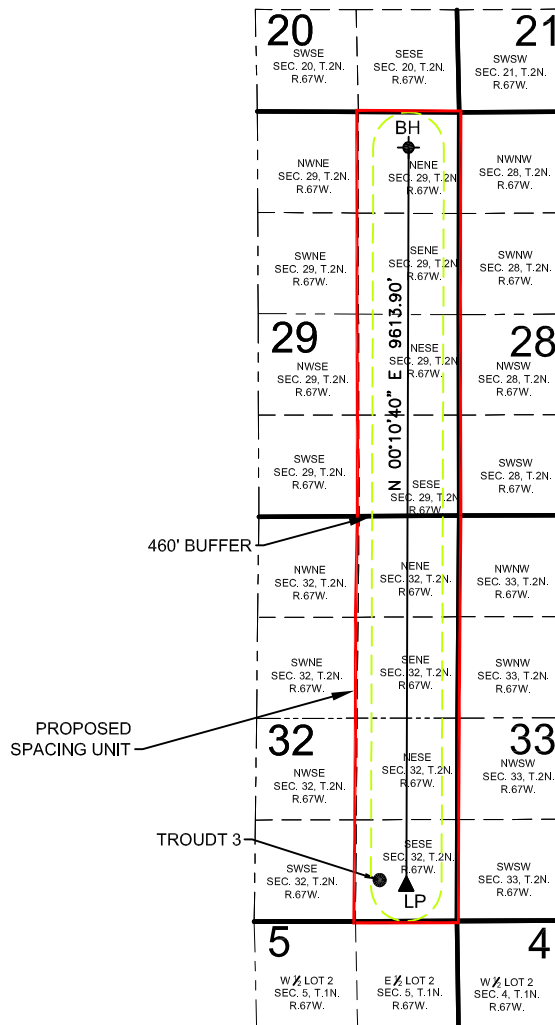 20
21
SWSE
SEC. 20, T.2N.
R.67W.
SESE
SEC. 20, T.2N.
R.67W.
SWSW
SEC. 21, T.2N.
R.67W.
BH
NWNE
SEC. 29, T.2N.
R.67W.
NENE
SEC. 29, T.2N.
R.67W.
NWNW
SEC. 28, T.2N.
R.67W.
SWNE
SEC. 29, T.2N.
R.67W.
SENE
SEC. 29, T.2N.
R.67W.
SWNW
SEC. 28, T.2N.
R.67W.
N 00°10'40" E 9613.90'
29
28
NWSE
SEC. 29, T.2N.
R.67W.
NESE
SEC. 29, T.2N.
R.67W.
NWSW
SEC. 28, T.2N.
R.67W.
SWSE
SEC. 29, T.2N.
R.67W.
SESE
SEC. 29, T.2N
R.67W
SWSW
SEC. 28, T.2N.
R.67W.
460' BUFFER
NWNE
SEC. 32, T.2N.
R.67W.
NENE
SEC. 32, T.2N.
R.67W.
NWNW
SEC. 33, T.2N.
R.67W.
SWNE
SEC. 32, T.2N.
R.67W.
SENE
SEC. 32, T.2N.
R.67W.
SWNW
SEC. 33, T.2N.
R.67W.
PROPOSED
SPACING UNIT
32
33
NWSE
SEC. 32, T.2N.
R.67W.
NESE
SEC. 32, T.2N.
R.67W.
NWSW
SEC. 33, T.2N.
R.67W.
TROUDT 3
SWSE
SEC. 32, T.2N.
R.67W.
SESE
SEC. 32, T.2N.
R.67W.
SWSW
SEC. 33, T.2N.
R.67W.
LP
5
4
W ½ LOT 2
SEC. 5, T.1N.
R.67W.
E ½ LOT 2
SEC. 5, T.1N.
R.67W.
W ½ LOT 2
SEC. 4, T.1N.
R.67W.